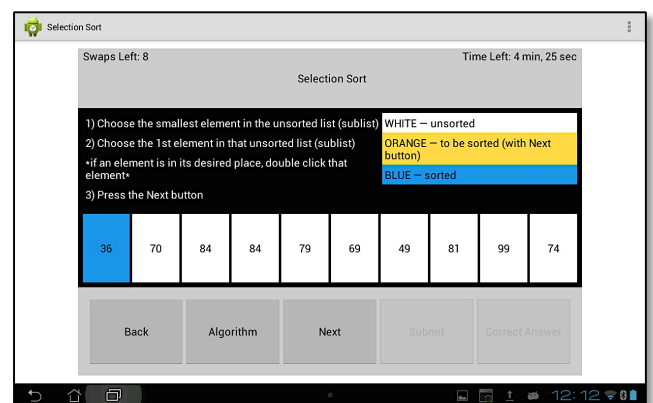 Selection Sort
Swaps Left: 8
Time Left: 4 min, 25 sec
Selection Sort
1) Choose the smallest element in the unsorted list (sublist)
2) Choose the 1st element in that unsorted list (sublist)
*if an element is in its desired place, double click that
element*
3) Press the Next button
WHITE — unsorted
ORANGE — to be sorted (with Next
button)
BLUE — sorted
36 70 84 84 79 69 49 81 99 74
Back Algorithm Next Submit Correct Answer
12:12